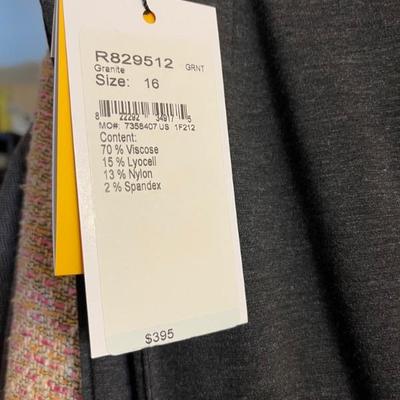 R829512
Granite GRNT
Size: 16
8 22292 34917 5
MO#: 7358407 US 1F212
Content:
70 % Viscose
15 % Lyocell
13 % Nylon
2 % Spandex
$395